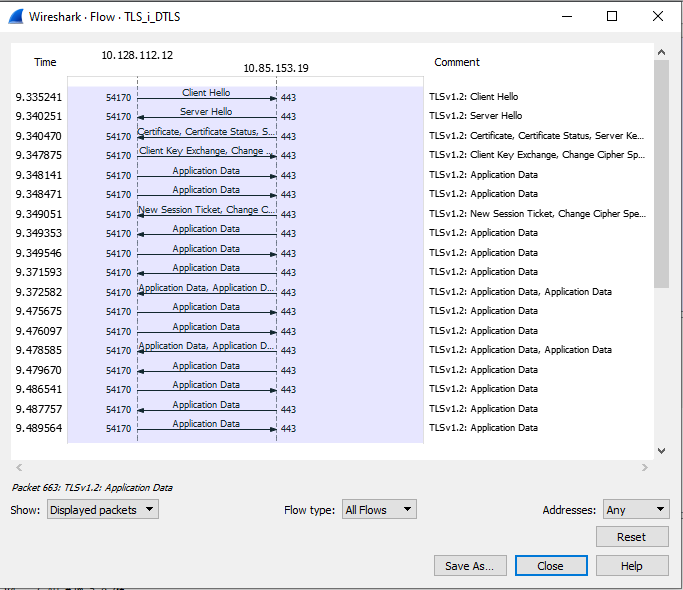 Wireshark · Flow · TLS_i_DTLS
Time 10.128.112.12 10.85.153.19 Comment
9.335241 54170 Client Hello 443 TLSv1.2: Client Hello
9.340251 54170 Server Hello 443 TLSv1.2: Server Hello
9.340470 54170 Certificate, Certificate Status, S... 443 TLSv1.2: Certificate, Certificate Status, Server Ke...
9.347875 54170 Client Key Exchange, Change ... 443 TLSv1.2: Client Key Exchange, Change Cipher Sp...
9.348141 54170 Application Data 443 TLSv1.2: Application Data
9.348471 54170 Application Data 443 TLSv1.2: Application Data
9.349051 54170 New Session Ticket, Change C... 443 TLSv1.2: New Session Ticket, Change Cipher Spe...
9.349353 54170 Application Data 443 TLSv1.2: Application Data
9.349546 54170 Application Data 443 TLSv1.2: Application Data
9.371593 54170 Application Data 443 TLSv1.2: Application Data
9.372582 54170 Application Data, Application D... 443 TLSv1.2: Application Data, Application Data
9.475675 54170 Application Data 443 TLSv1.2: Application Data
9.476097 54170 Application Data 443 TLSv1.2: Application Data
9.478585 54170 Application Data, Application D... 443 TLSv1.2: Application Data, Application Data
9.479670 54170 Application Data 443 TLSv1.2: Application Data
9.486541 54170 Application Data 443 TLSv1.2: Application Data
9.487757 54170 Application Data 443 TLSv1.2: Application Data
9.489564 54170 Application Data 443 TLSv1.2: Application Data
Packet 663: TLSv1.2: Application Data
Show: Displayed packets Flow type: All Flows Addresses: Any
Reset
Save As... Close Help